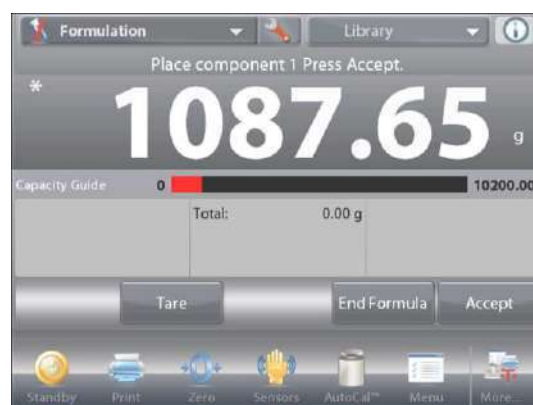 Formulation
Library
Place component 1 Press Accept.
* 1087.65 g
Capacity Guide 0 10200.00
Total: 0.00 g
Tare
End Formula
Accept
Standby
Print
Zero
Sensors
AutoCal™
Menu
More...